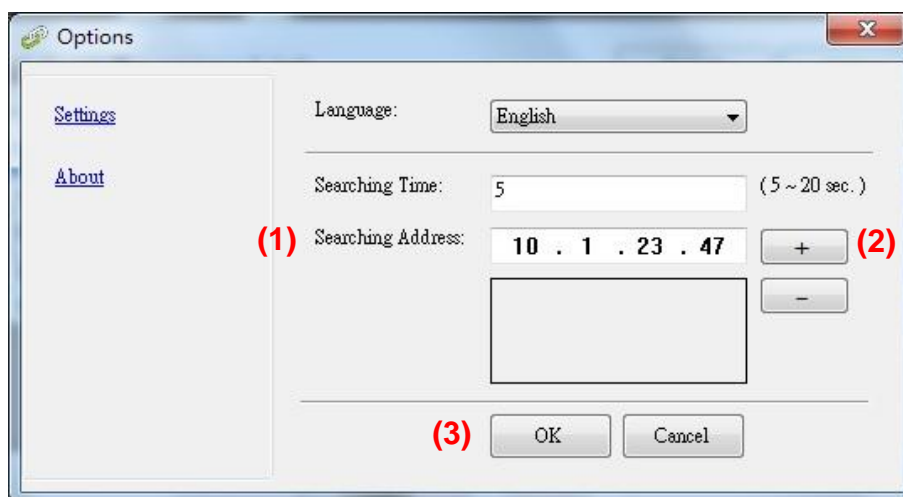 Options
x
Settings
Language:
English
About
Searching Time:
5
( 5 ~ 20 sec. )
(1)
Searching Address:
10 . 1 . 23 . 47
+
(2)
−
(3)
OK
Cancel